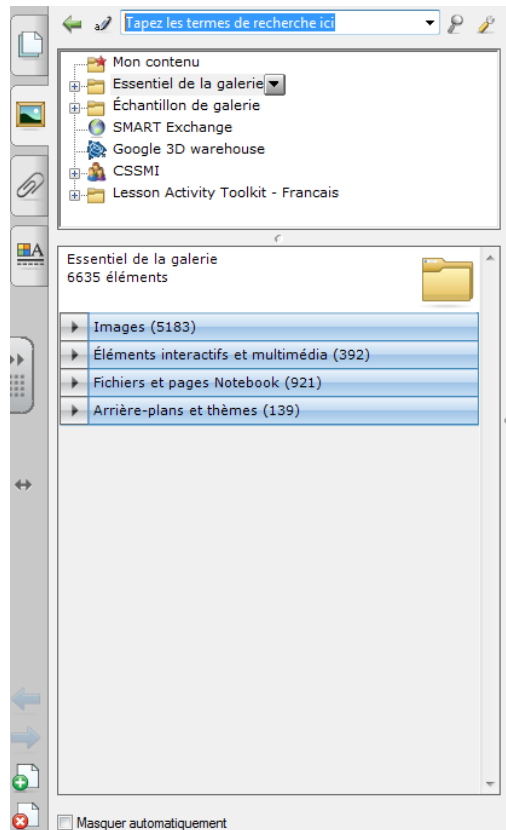 Tapez les termes de recherche ici
Mon contenu
Essentiel de la galerie
Échantillon de galerie
SMART Exchange
Google 3D warehouse
CSSMI
Lesson Activity Toolkit - Francais
A
Essentiel de la galerie
6635 éléments
Images (5183)
Éléments interactifs et multimédia (392)
Fichiers et pages Notebook (921)
Arrière-plans et thèmes (139)
Masquer automatiquement